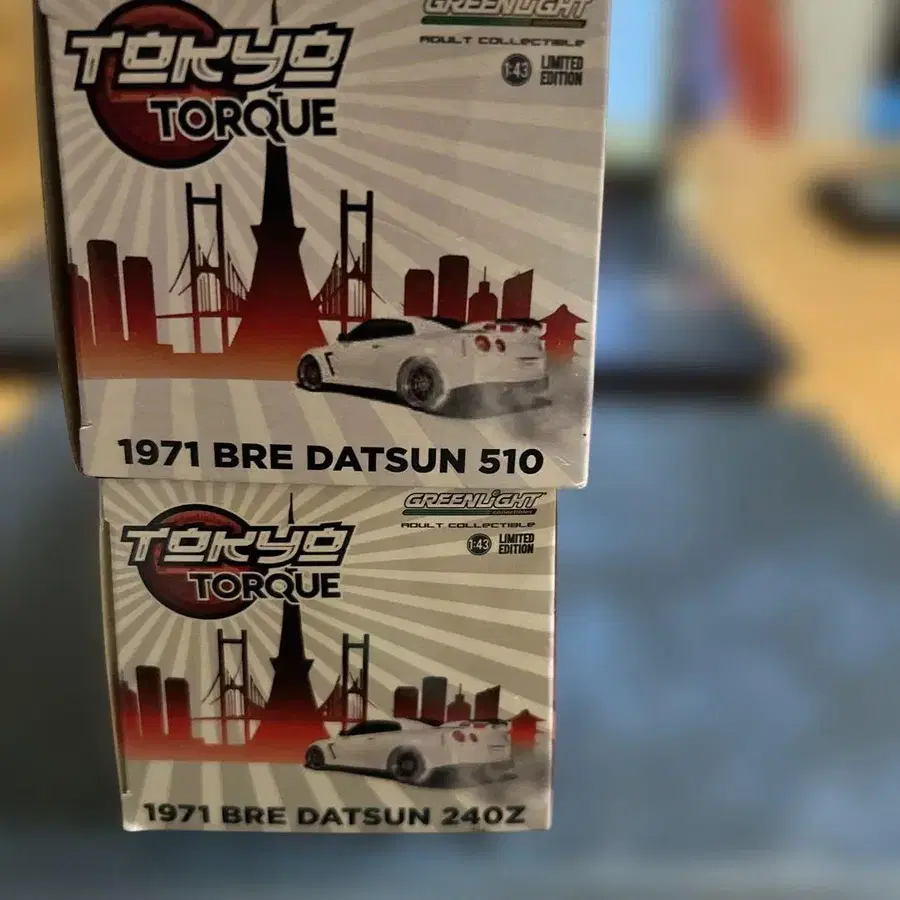 TOKYO
TORQUE
GREENLIGHT
ADULT COLLECTIBLE
1:43 LIMITED
EDITION
1971 BRE DATSUN 510
TOKYO
TORQUE
GREENLIGHT
collectibles
ADULT COLLECTIBLE
1:43 LIMITED
EDITION
1971 BRE DATSUN 240Z